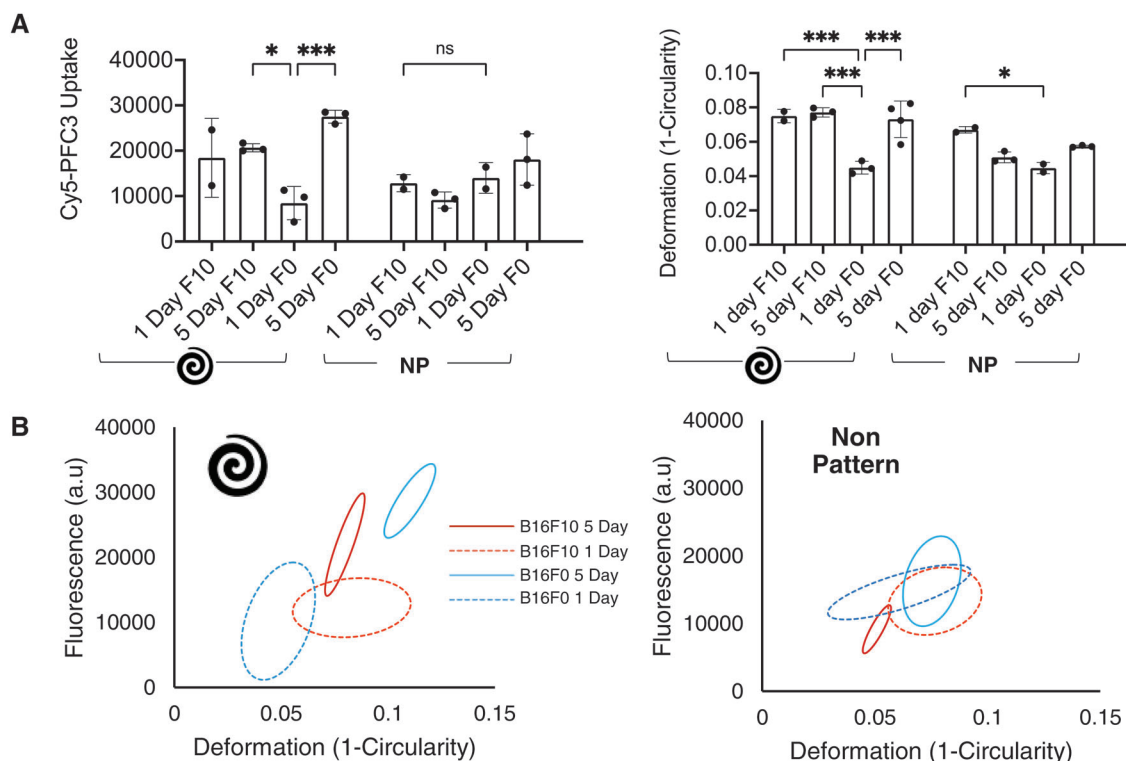 A
Cy5-PFC3 Uptake
40000
30000
20000
10000
0
* *** ns
1 Day F10
5 Day F10
1 Day F0
5 Day F0
1 Day F10
5 Day F10
1 Day F0
5 Day F0
NP
Deformation (1-Circularity)
0.10
0.08
0.06
0.04
0.02
0.00
*** ***
*** *
1 day F10
5 day F10
1 day F0
5 day F0
1 day F10
5 day F10
1 day F0
5 day F0
NP
B
Fluorescence (a.u)
40000
30000
20000
10000
0
0 0.05 0.1 0.15
Deformation (1-Circularity)
B16F10 5 Day
B16F10 1 Day
B16F0 5 Day
B16F0 1 Day
Non
Pattern
Fluorescence (a.u
40000
30000
20000
10000
0
0 0.05 0.1 0.15
Deformation (1-Circularity)